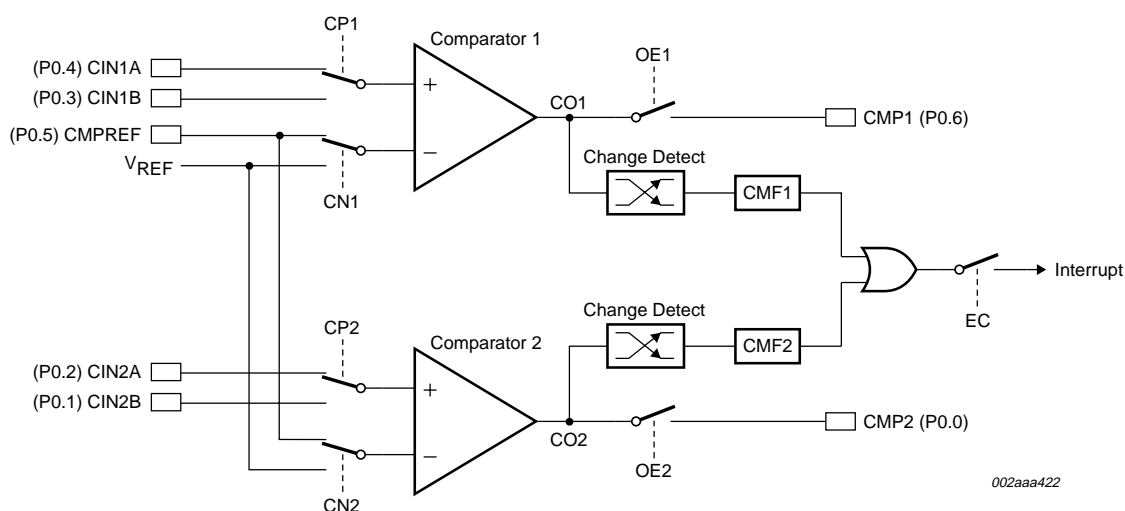 CP1
Comparator 1
OE1
(P0.4) CIN1A
(P0.3) CIN1B
+
CO1
CMP1 (P0.6)
(P0.5) CMPREF
−
Change Detect
VREF
CN1
CMF1
Interrupt
Change Detect
EC
CP2
Comparator 2
CMF2
(P0.2) CIN2A
+
(P0.1) CIN2B
CMP2 (P0.0)
CO2
−
OE2
CN2
002aaa422